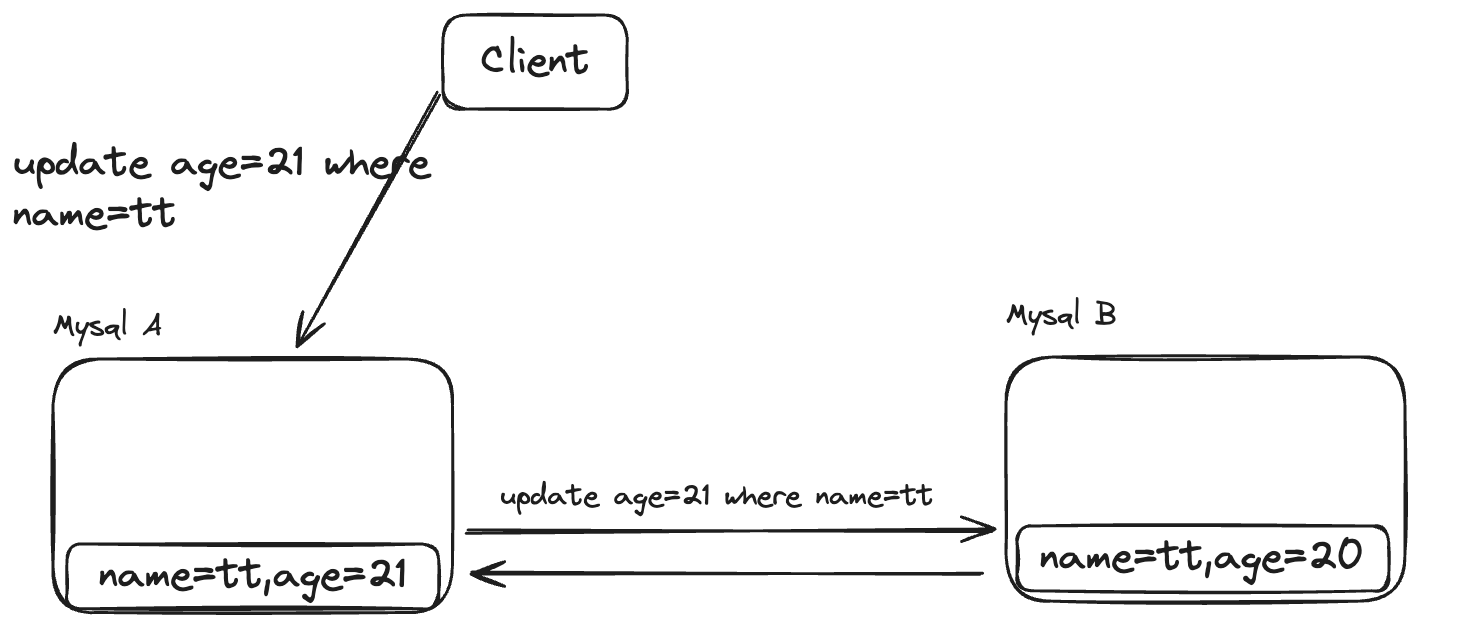 Client
update age=21 where
name=tt
Mysql A
Mysql B
update age=21 where name=tt
name=tt,age=21
name=tt,age=20